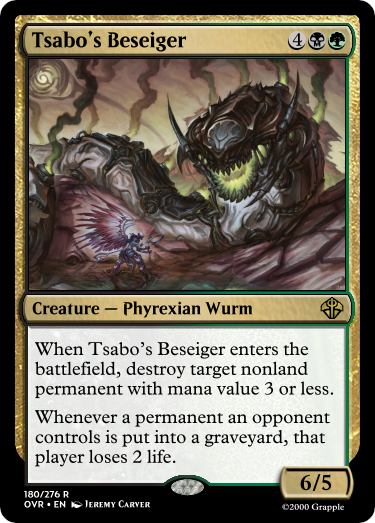 Tsabo's Beseiger 4
Creature — Phyrexian Wurm
When Tsabo's Beseiger enters the
battlefield, destroy target nonland
permanent with mana value 3 or less.
Whenever a permanent an opponent
controls is put into a graveyard, that
player loses 2 life.
6/5
180/276 R
OVR • EN Jeremy Carver
©2000 Grapple